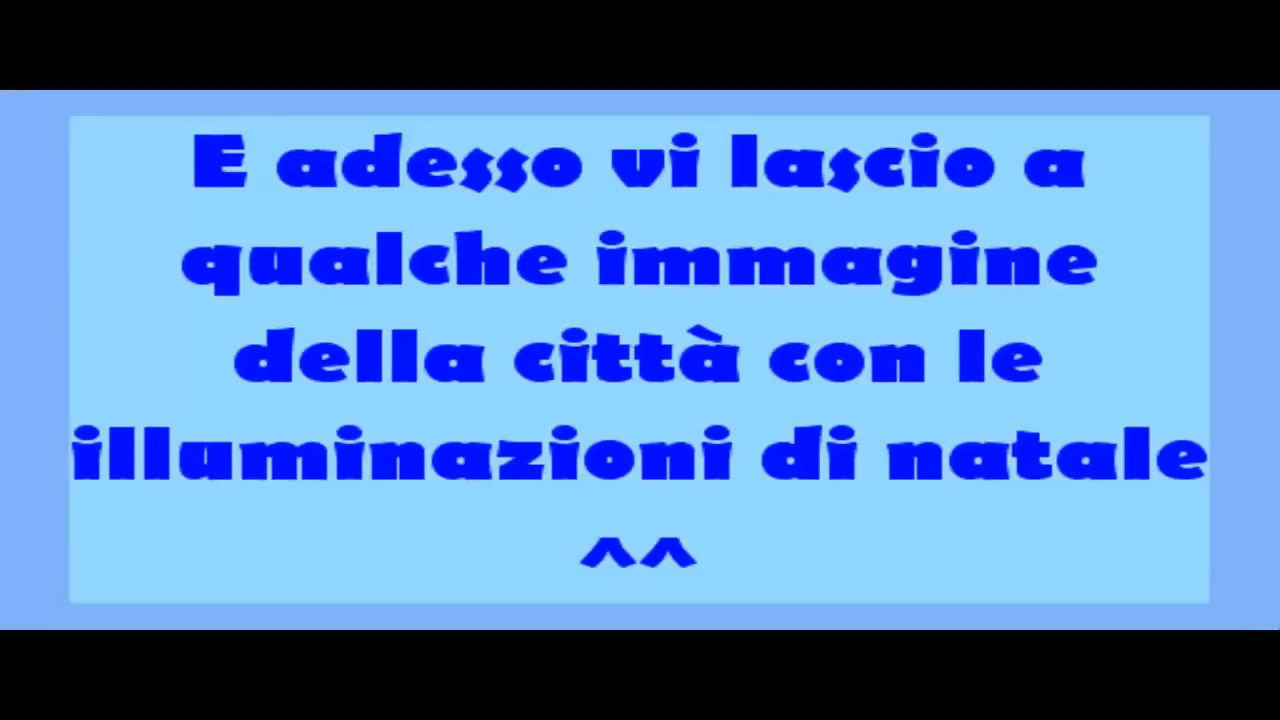 E adesso vi lascio a
qualche immagine
della città con le
illuminazioni di natale
^^